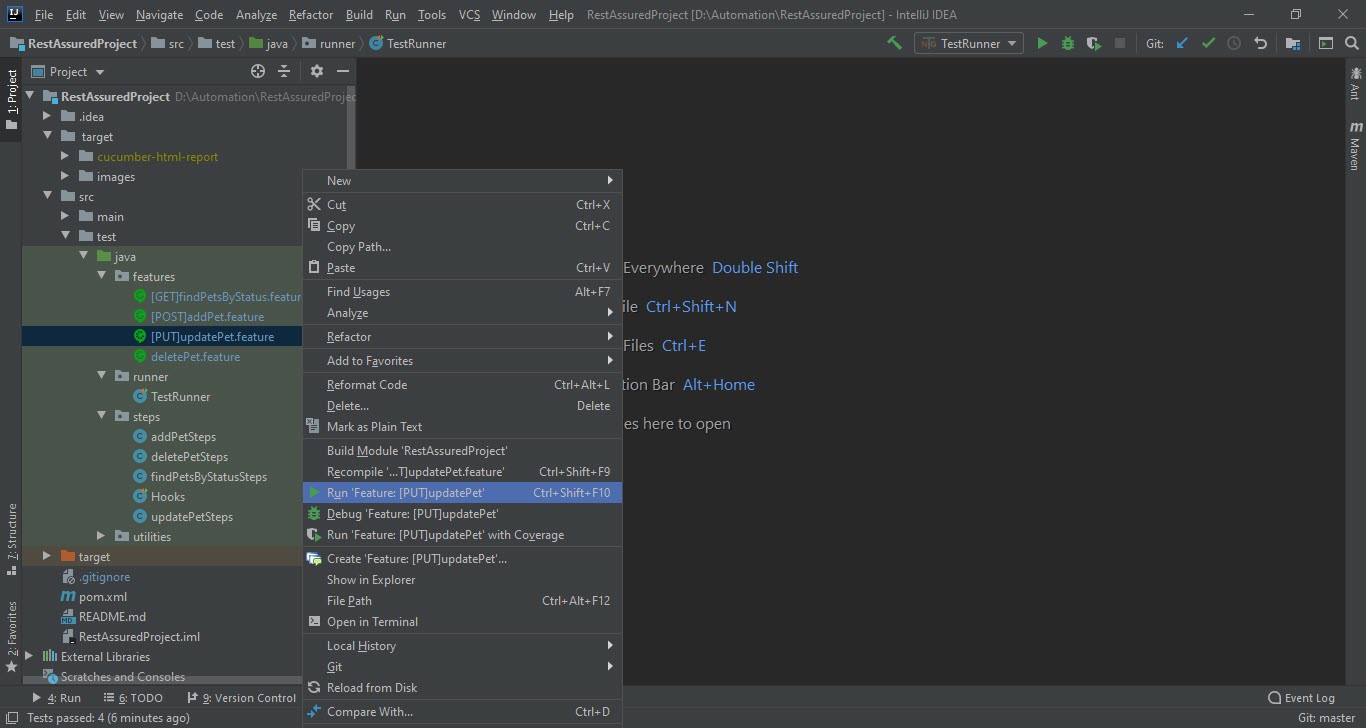 File Edit View Navigate Code Analyze Refactor Build Run Tools VCS Window Help RestAssuredProject [D:\Automation\RestAssuredProject] - IntelliJ IDEA
RestAssuredProject src test java runner TestRunner TestRunner Git:
Project
1: Project
RestAssuredProject D:\Automation\RestAssuredProjec
.idea
target
cucumber-html-report
images
src
main
test
java
features
[GET]findPetsByStatus.featur
[POST]addPet.feature
[PUT]updatePet.feature
deletePet.feature
runner
TestRunner
steps
addPetSteps
deletePetSteps
findPetsByStatusSteps
Hooks
updatePetSteps
utilities
target
.gitignore
pom.xml
README.md
RestAssuredProject.iml
External Libraries
Scratches and Consoles
7: Structure
2: Favorites
New
Cut Ctrl+X
Copy Ctrl+C
Copy Path...
Paste Ctrl+V
Find Usages Alt+F7
Analyze
Refactor
Add to Favorites
Reformat Code Ctrl+Alt+L
Delete... Delete
Mark as Plain Text
Build Module 'RestAssuredProject'
Recompile '...T]updatePet.feature' Ctrl+Shift+F9
Run 'Feature: [PUT]updatePet' Ctrl+Shift+F10
Debug 'Feature: [PUT]updatePet'
Run 'Feature: [PUT]updatePet' with Coverage
Create 'Feature: [PUT]updatePet'...
Show in Explorer
File Path Ctrl+Alt+F12
Open in Terminal
Local History
Git
Reload from Disk
Compare With... Ctrl+D
Everywhere Double Shift
ile Ctrl+Shift+N
Files Ctrl+E
tion Bar Alt+Home
es here to open
Ant
m Maven
4: Run 6: TODO 9: Version Control Event Log
Tests passed: 4 (6 minutes ago) Git: master